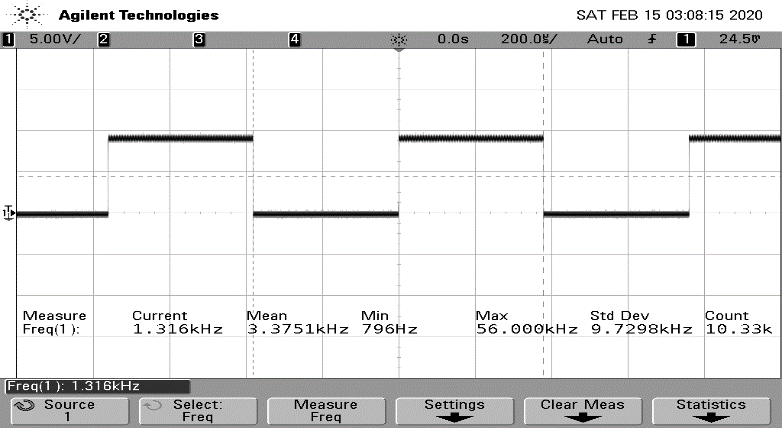 Agilent Technologies SAT FEB 15 03:08:15 2020
1 5.00V/ 2 3 4 0.0s 200.0㎲/ Auto 1 24.5㎷
Measure Current Mean Min Max Std Dev Count
Freq(1): 1.316kHz 3.3751kHz 796Hz 56.000kHz 9.7298kHz 10.33k
Freq(1): 1.316kHz
Source
1
Select:
Freq
Measure
Freq
Settings
Clear Meas
Statistics